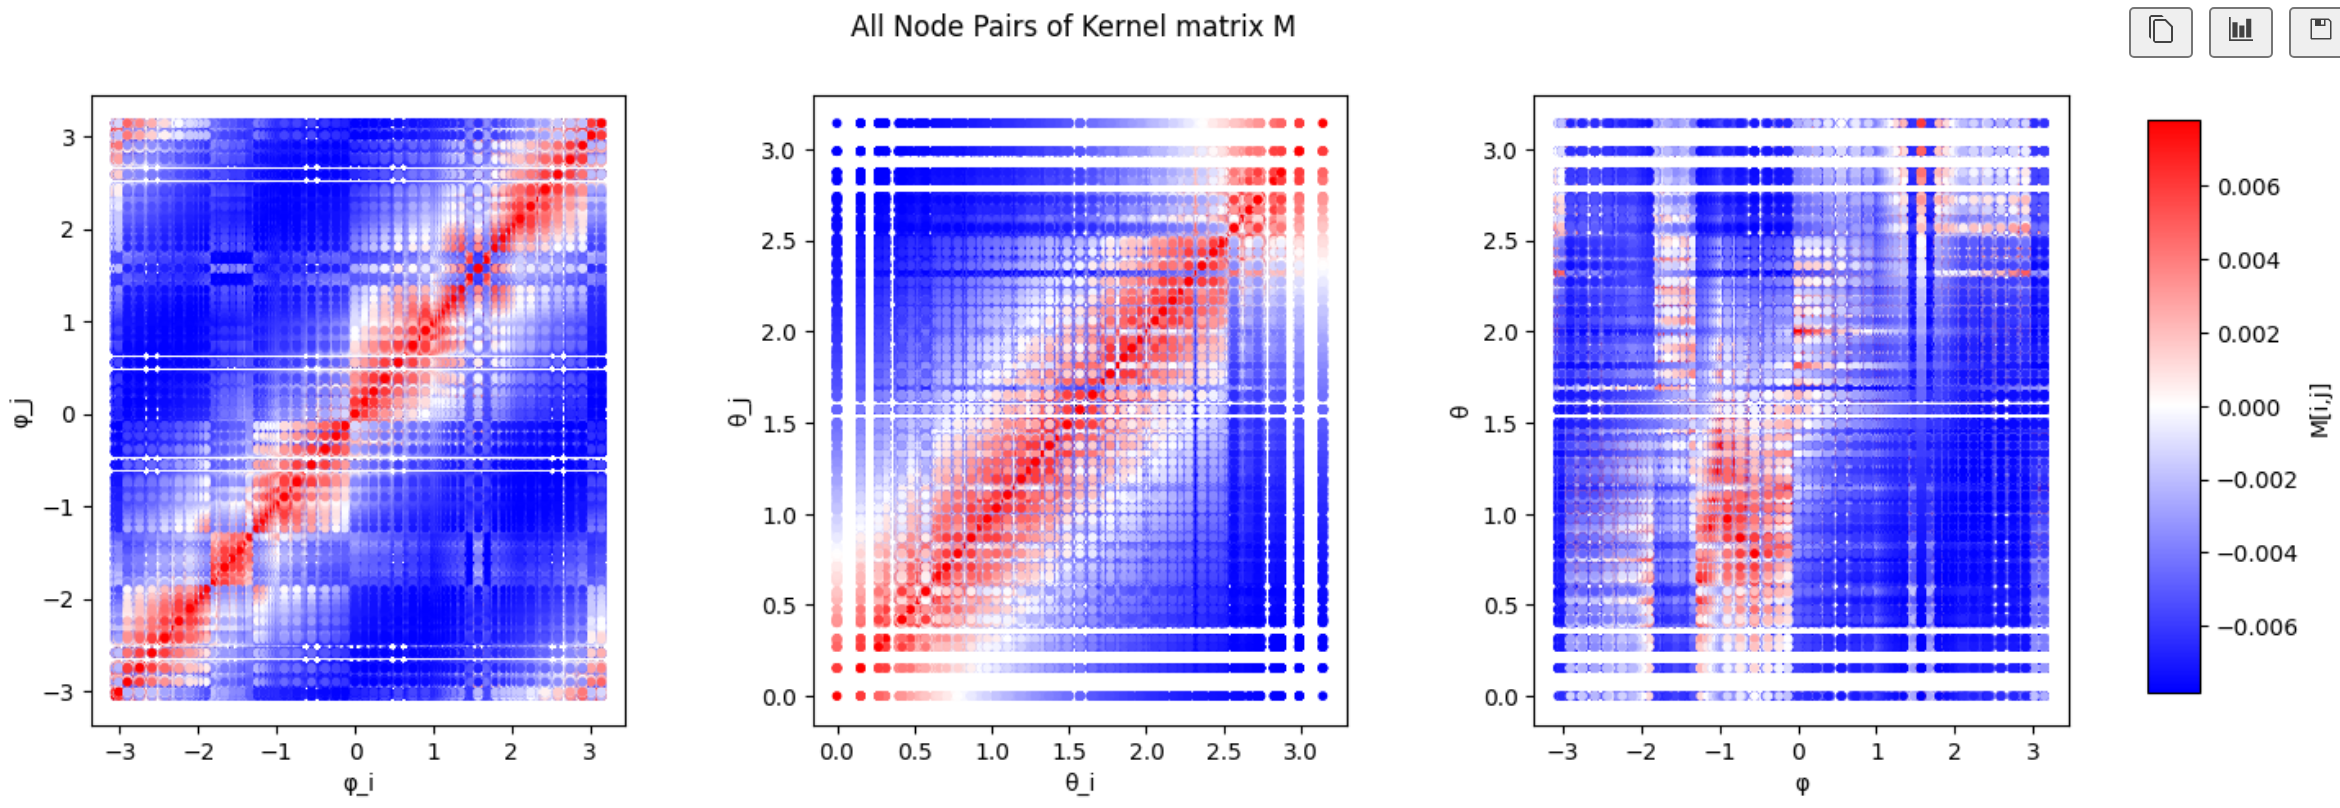 All Node Pairs of Kernel matrix M
3
2
1
0
−1
−2
−3
φ_j
−3 −2 −1 0 1 2 3
φ_i
3.0
2.5
2.0
1.5
1.0
0.5
0.0
θ_j
0.0 0.5 1.0 1.5 2.0 2.5 3.0
θ_i
3.0
2.5
2.0
1.5
1.0
0.5
0.0
θ
−3 −2 −1 0 1 2 3
φ
0.006
0.004
0.002
0.000
−0.002
−0.004
−0.006
M[i,j]